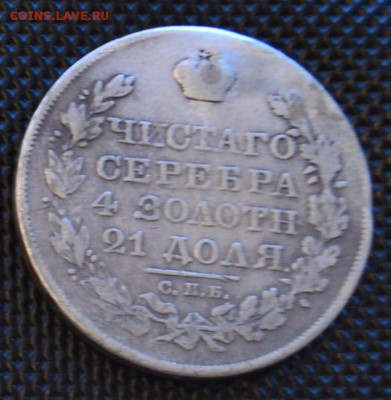 COINS.LAVE.RU
ЧИСТАГО
СЕРЕБРА
4 ЗОЛОТН
21 ДОЛЯ
С.П.Б.